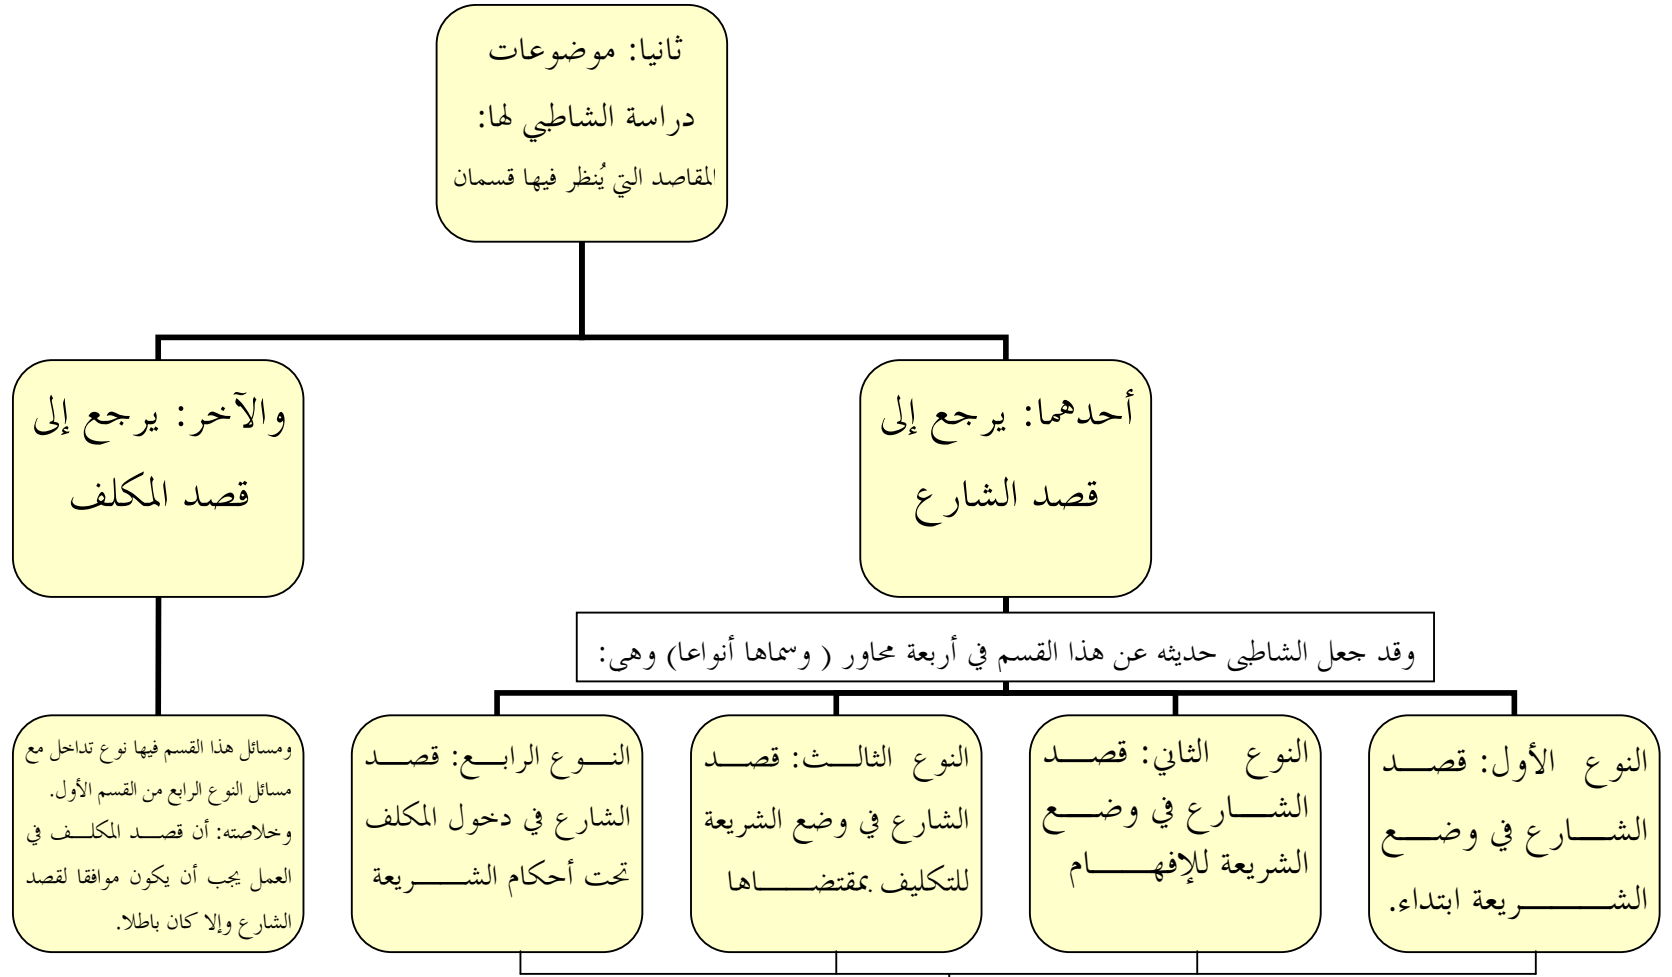 ثانيا: موضوعات
دراسة الشاطبي لها:
المقاصد التي يُنظر فيها قسمان
أحدهما: يرجع إلى
قصد الشارع
والآخر: يرجع إلى
قصد المكلف
وقد جعل الشاطبى حديثه عن هذا القسم في أربعة محاور ( وسماها أنواعا) وهى:
النوع الأول: قصد
الشارع في وضع
الشريعة ابتداء.
النوع الثاني: قصد
الشارع في وضع
الشريعة للإفهام
النوع الثالث: قصد
الشارع في وضع الشريعة
للتكليف بمقتضاها
النوع الرابع: قصد
الشارع في دخول المكلف
تحت أحكام الشريعة
ومسائل هذا القسم فيها نوع تداخل مع
مسائل النوع الرابع من القسم الأول.
وخلاصته: أن قصد المكلف في
العمل يجب أن يكون موافقا لقصد
الشارع وإلا كان باطلا.